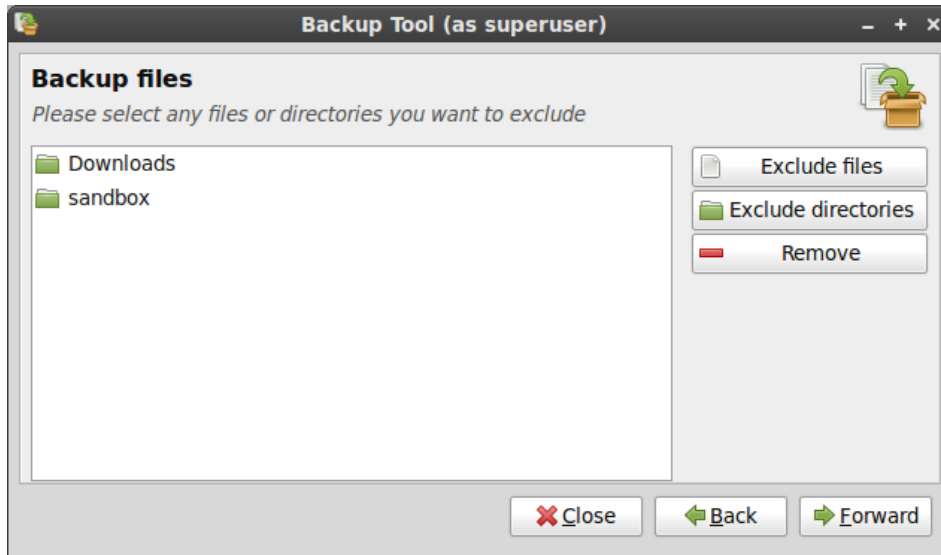 Backup Tool (as superuser)
Backup files
Please select any files or directories you want to exclude
Downloads
sandbox
Exclude files
Exclude directories
Remove
Close
Back
Forward